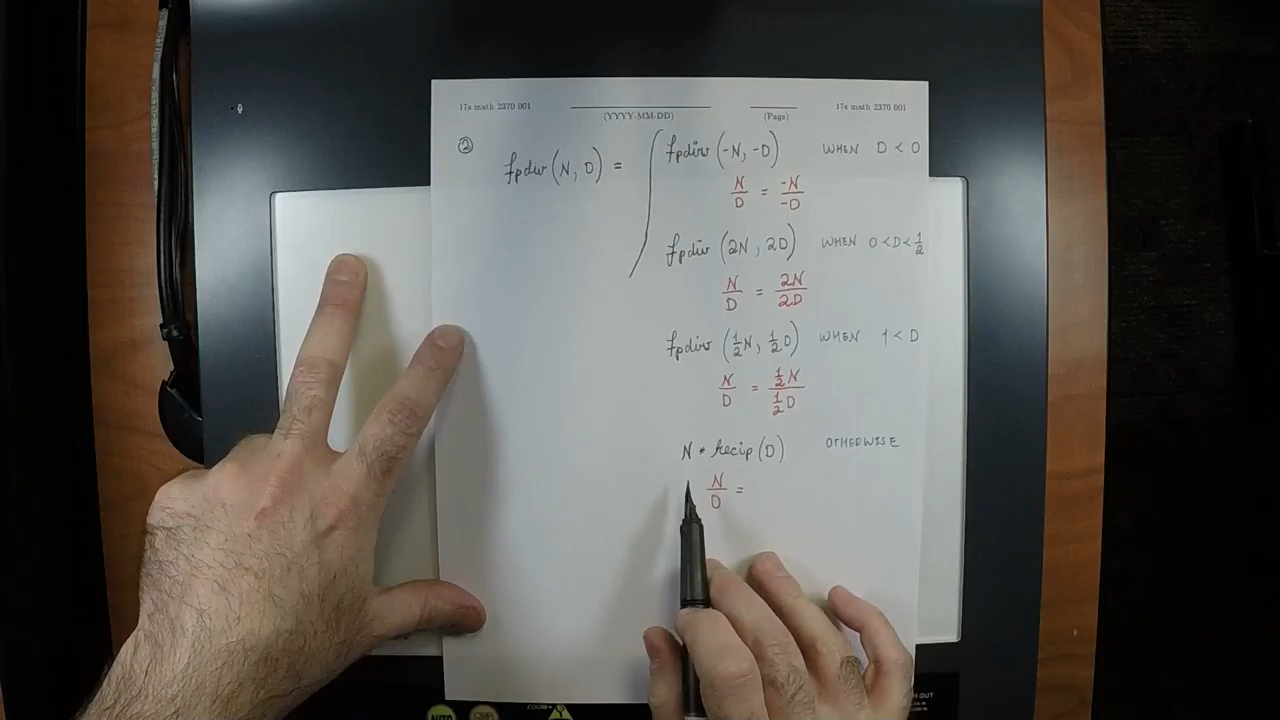 17s math 2370 001 (YYYY-MM-DD) (Page) 17s math 2370 001
② fpdiv (N, D) = fpdiv (-N, -D) WHEN D < 0
N/D = -N/-D
fpdiv (2N, 2D) WHEN 0 < D < 1/2
N/D = 2N/2D
fpdiv (1/2 N, 1/2 D) WHEN 1 < D
N/D = 1/2 N / 1/2 D
N * recip (D) OTHERWISE
N/D =
ZOOM+
AUTO